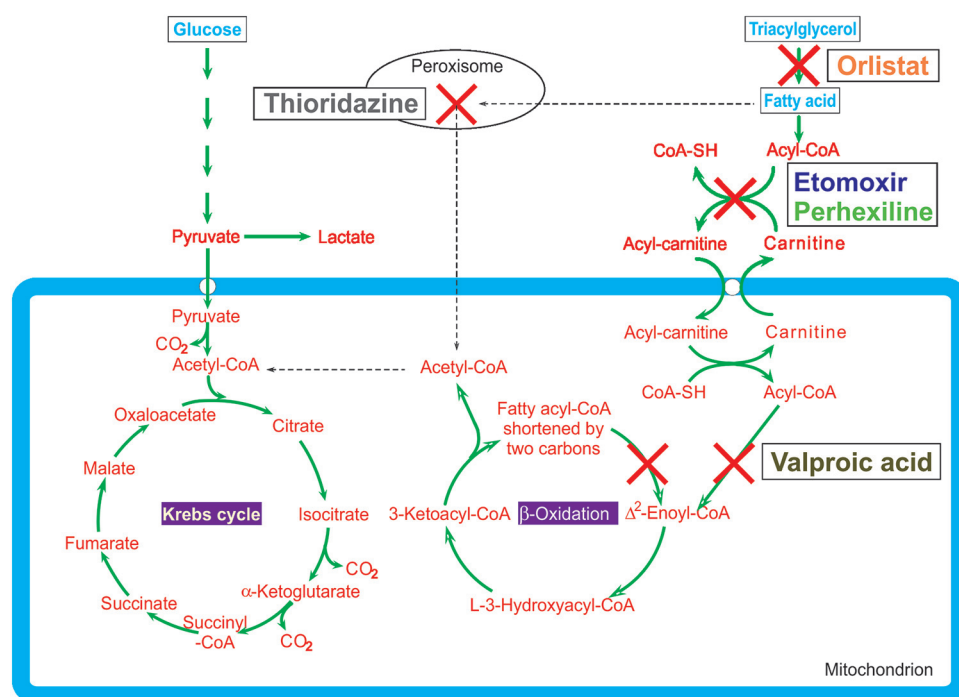 Glucose
Triacylglycerol
Peroxisome
Orlistat
Thioridazine
Fatty acid
CoA-SH
Acyl-CoA
Etomoxir
Perhexiline
Pyruvate
Lactate
Acyl-carnitine
Carnitine
Pyruvate
CO2
Acetyl-CoA
Acetyl-CoA
Acyl-carnitine
Carnitine
CoA-SH
Acyl-CoA
Oxaloacetate
Citrate
Fatty acyl-CoA
shortened by
two carbons
Malate
Valproic acid
Krebs cycle
Isocitrate
3-Ketoacyl-CoA
β-Oxidation
Δ2-Enoyl-CoA
Fumarate
CO2
α-Ketoglutarate
Succinate
L-3-Hydroxyacyl-CoA
Succinyl
-CoA
CO2
Mitochondrion